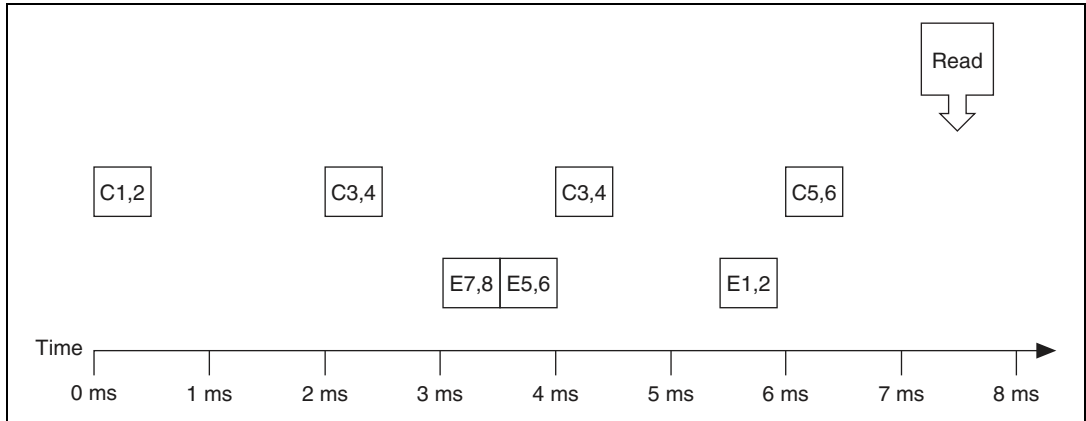 Read
C1,2 C3,4 C3,4 C5,6
E7,8 E5,6 E1,2
Time
0 ms 1 ms 2 ms 3 ms 4 ms 5 ms 6 ms 7 ms 8 ms